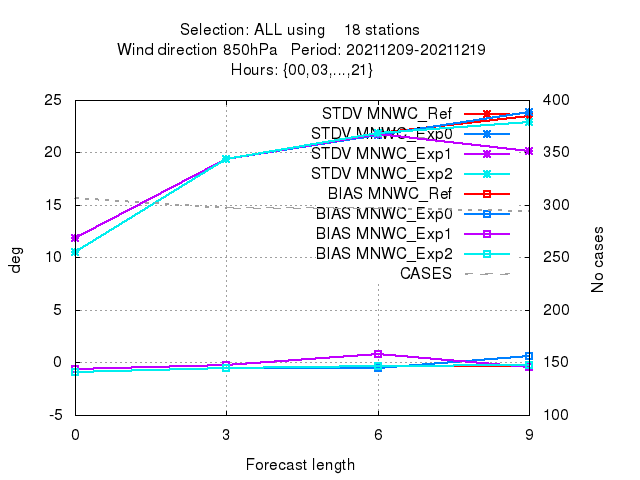 Selection: ALL using 18 stations
Wind direction 850hPa Period: 20211209-20211219
Hours: {00,03,...,21}
25 400
STDV MNWC_Ref
STDV MNWC_Exp0
20 350
STDV MNWC_Exp1
STDV MNWC_Exp2
BIAS MNWC_Ref
15 300
BIAS MNWC_Exp0
BIAS MNWC_Exp1
deg
No cases
10 250
BIAS MNWC_Exp2
CASES
5 200
0 150
-5 100
0 3 6 9
Forecast length